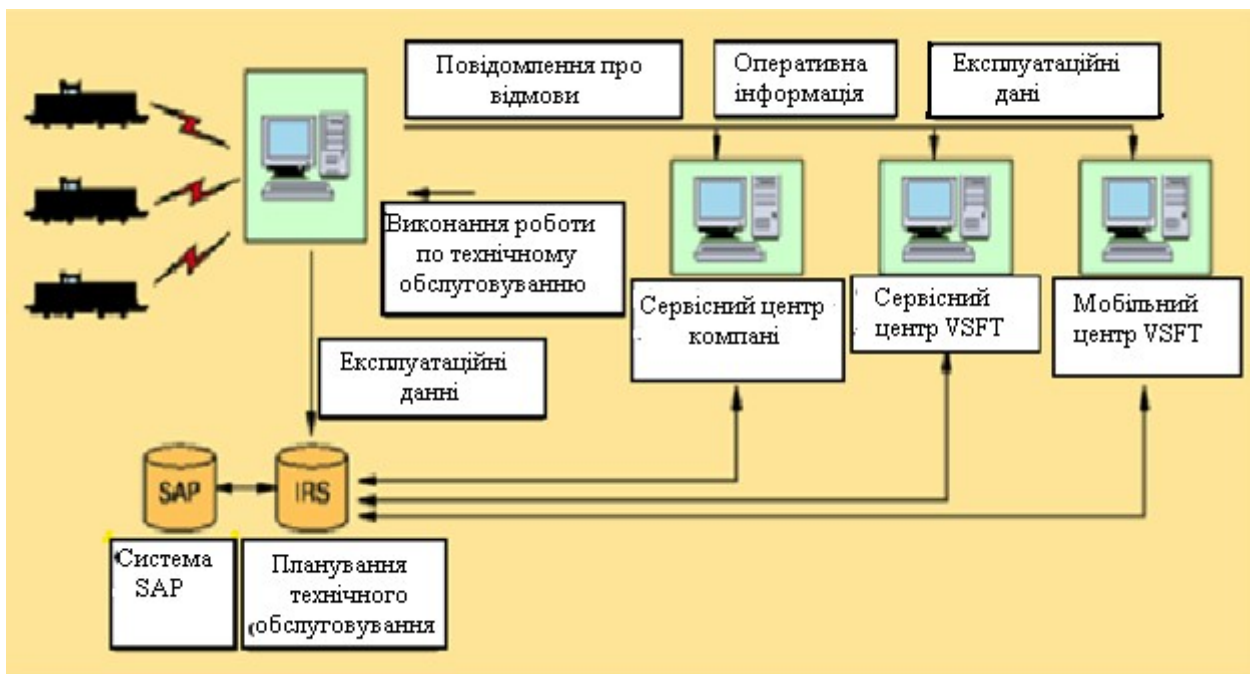 Повідомлення про
відмови
Оперативна
інформація
Експлуатаційні
дані
Виконання роботи
по технічному
обслуговуванню
Сервісний центр
компані
Сервісний
центр VSFT
Мобільний
центр VSFT
Експлуатаційні
данні
SAP
IRS
Система
SAP
Планування
технічного
(обслуговування